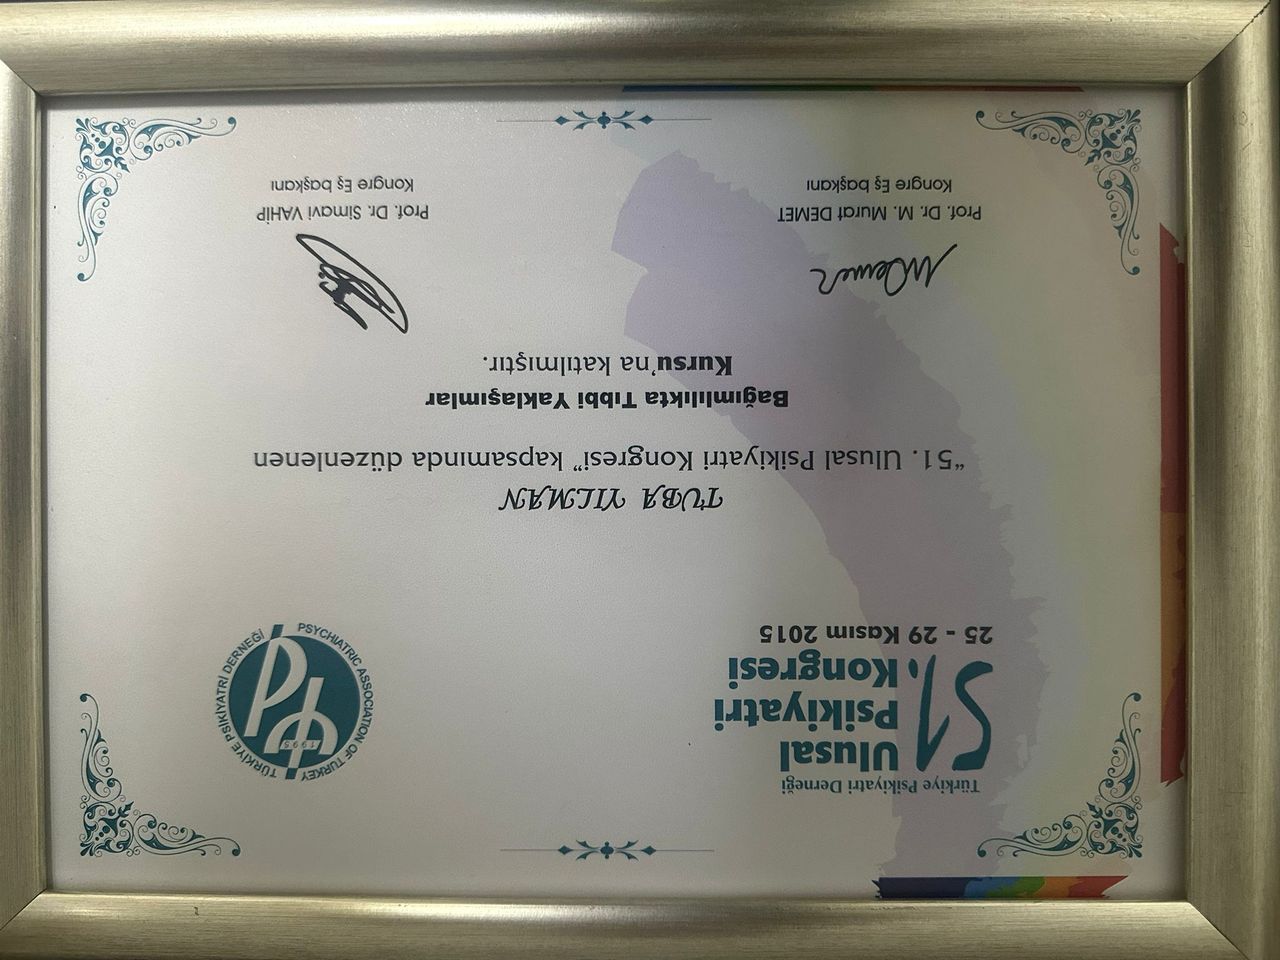 Türkiye Psikiyatri Derneği
51. Ulusal
Psikiyatri
Kongresi
25 - 29 Kasım 2015
TÜRKİYE PSİKİYATRİ DERNEĞİ
PSYCHIATRIC ASSOCIATION OF TURKEY
1995
TUBA YILMAN
“51. Ulusal Psikiyatri Kongresi” kapsamında düzenlenen
Bağımlılıkta Tıbbi Yaklaşımlar
Kursu'na katılmıştır.
Prof. Dr. M. Murat DEMET
Kongre Eş başkanı
Prof. Dr. Simavi VAHİP
Kongre Eş başkanı